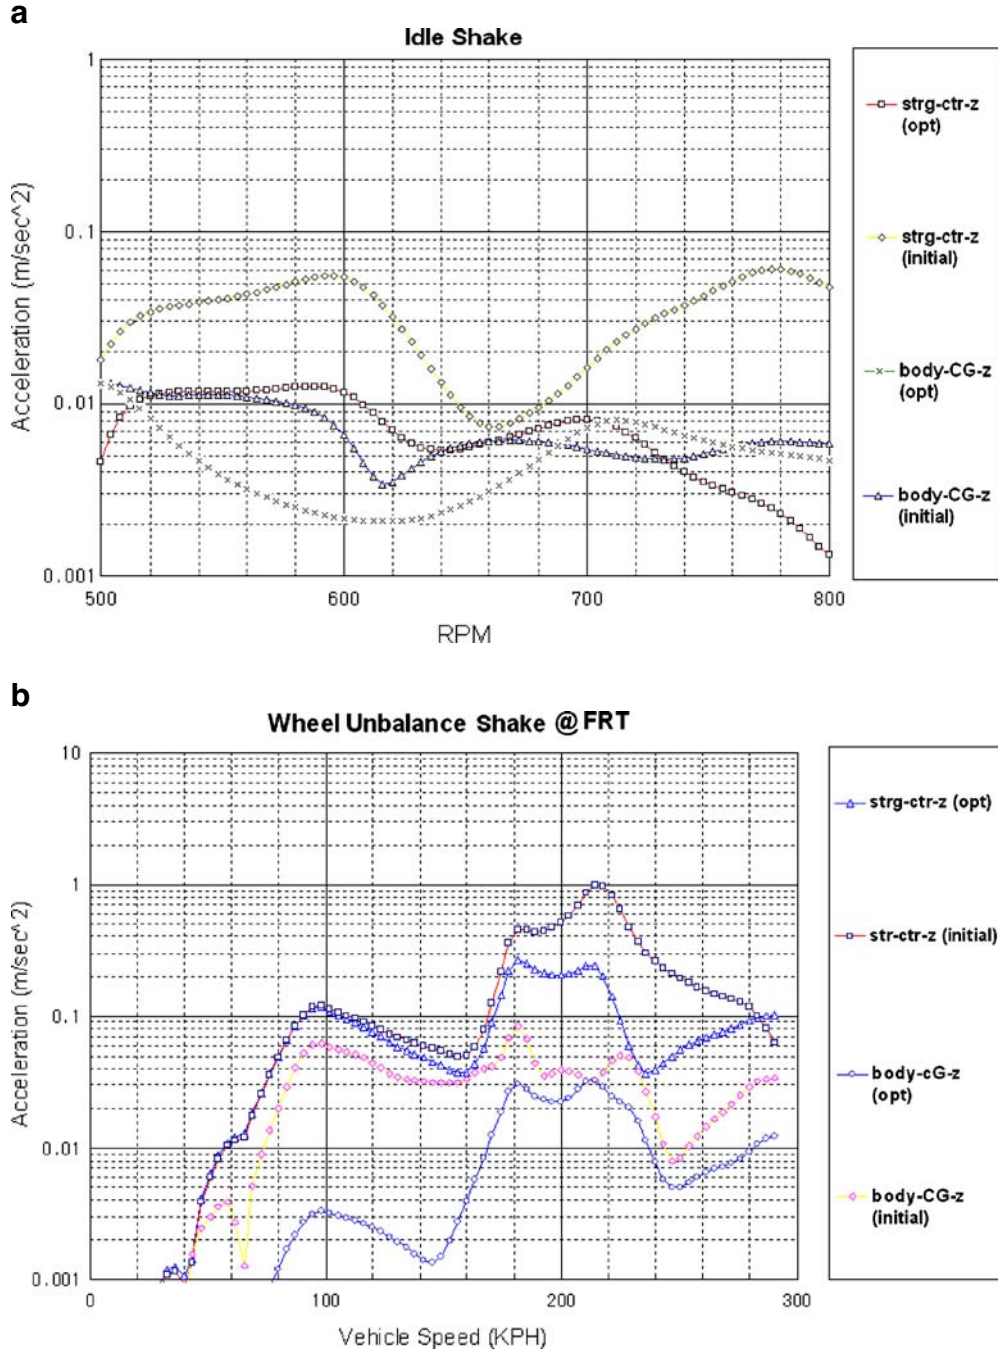 a
Idle Shake
1
0.1
0.01
0.001
Acceleration (m/sec^2)
500
600
700
800
RPM
strg-ctr-z
(opt)
strg-ctr-z
(initial)
body-CG-z
(opt)
body-CG-z
(initial)
b
Wheel Unbalance Shake @ FRT
10
1
0.1
0.01
0.001
Acceleration (m/sec^2)
0
100
200
300
Vehicle Speed (KPH)
strg-ctr-z (opt)
str-ctr-z (initial)
body-cG-z
(opt)
body-CG-z
(initial)